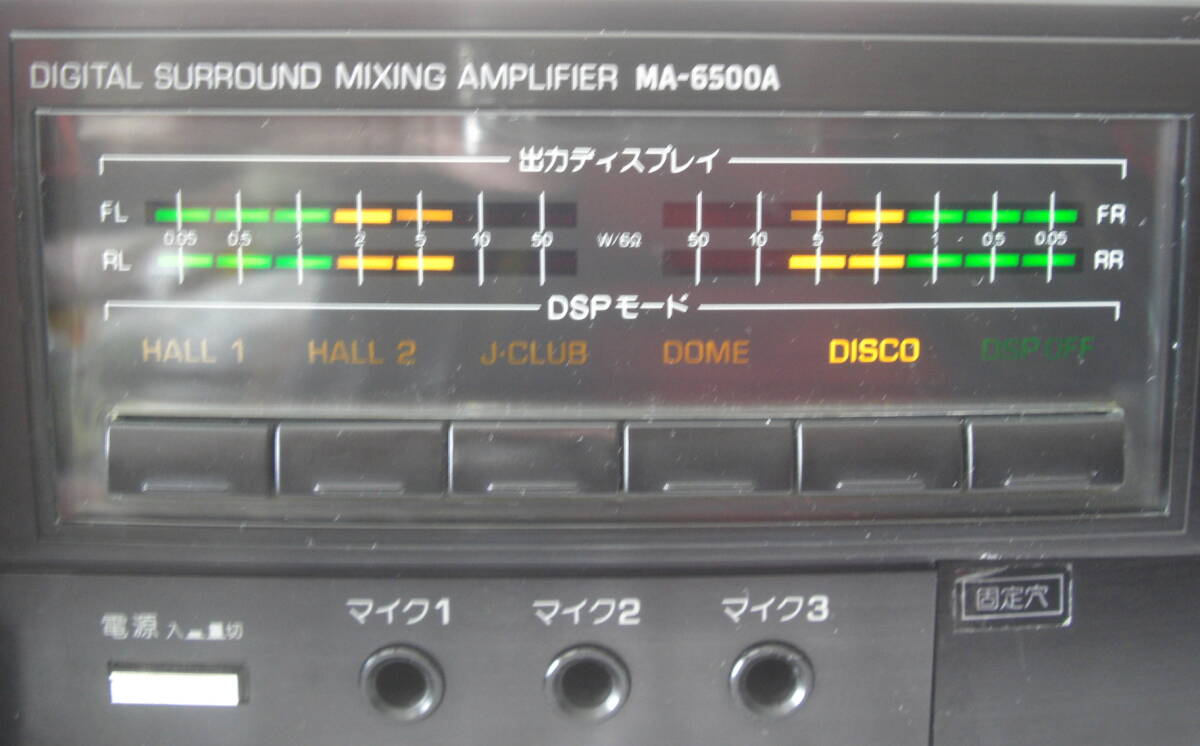 DIGITAL SURROUND MIXING AMPLIFIER MA-6500A
出力ディスプレイ
FL FR
0.05 0.5 1 2 5 10 50 W/6Ω 50 10 5 2 1 0.5 0.05
RL RR
DSPモード
HALL 1 HALL 2 J·CLUB DOME DISCO DSP OFF
電源 入 切 マイク1 マイク2 マイク3 固定穴